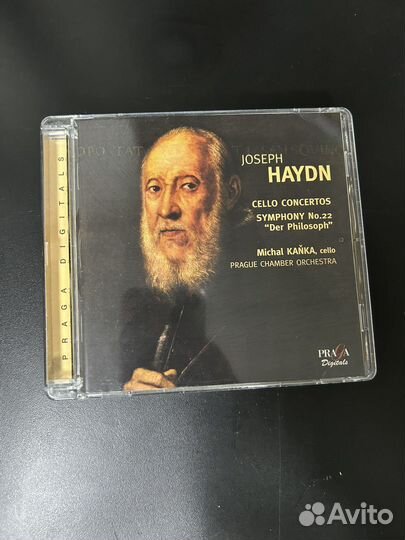 PRAGA DIGITALS
JOSEPH
HAYDN
CELLO CONCERTOS
SYMPHONY No.22
"Der Philosoph"
Michal KAŇKA, cello
PRAGUE CHAMBER ORCHESTRA
PRAGA
Digitals
Avito